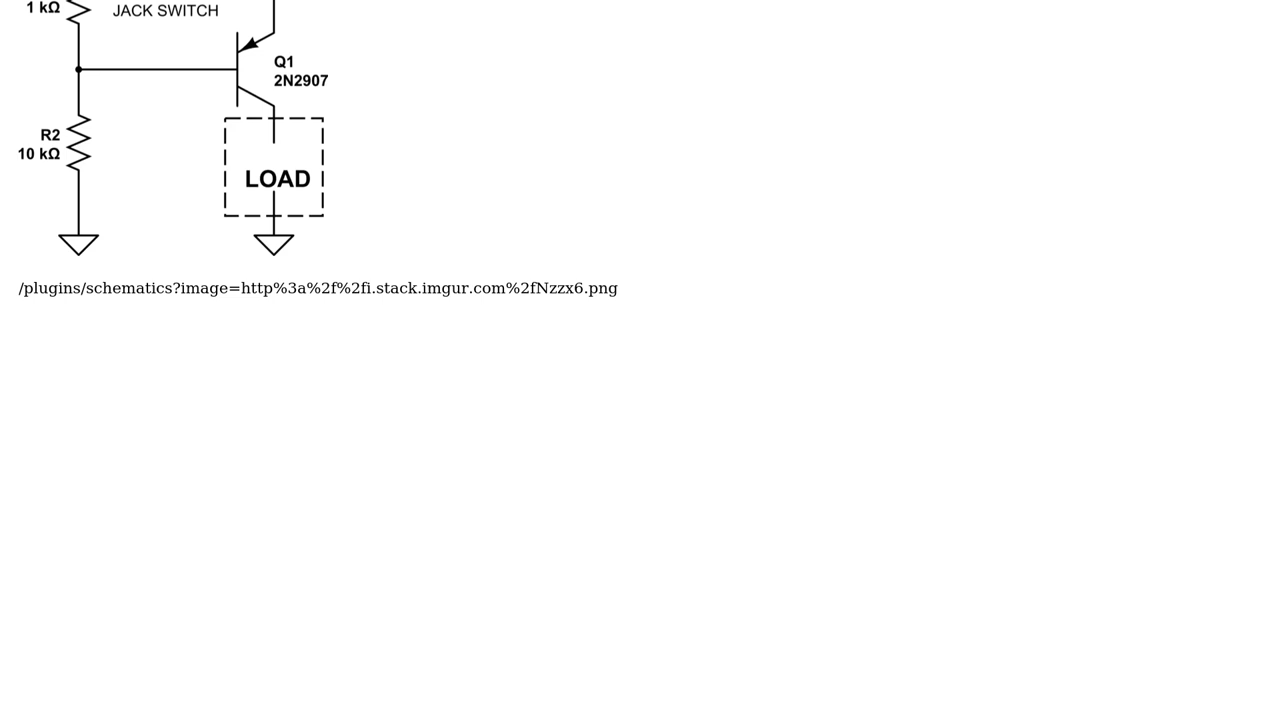 1 kΩ
JACK SWITCH
Q1
2N2907
R2
10 kΩ
LOAD
/plugins/schematics?image=http%3a%2f%2fi.stack.imgur.com%2fNzzx6.png